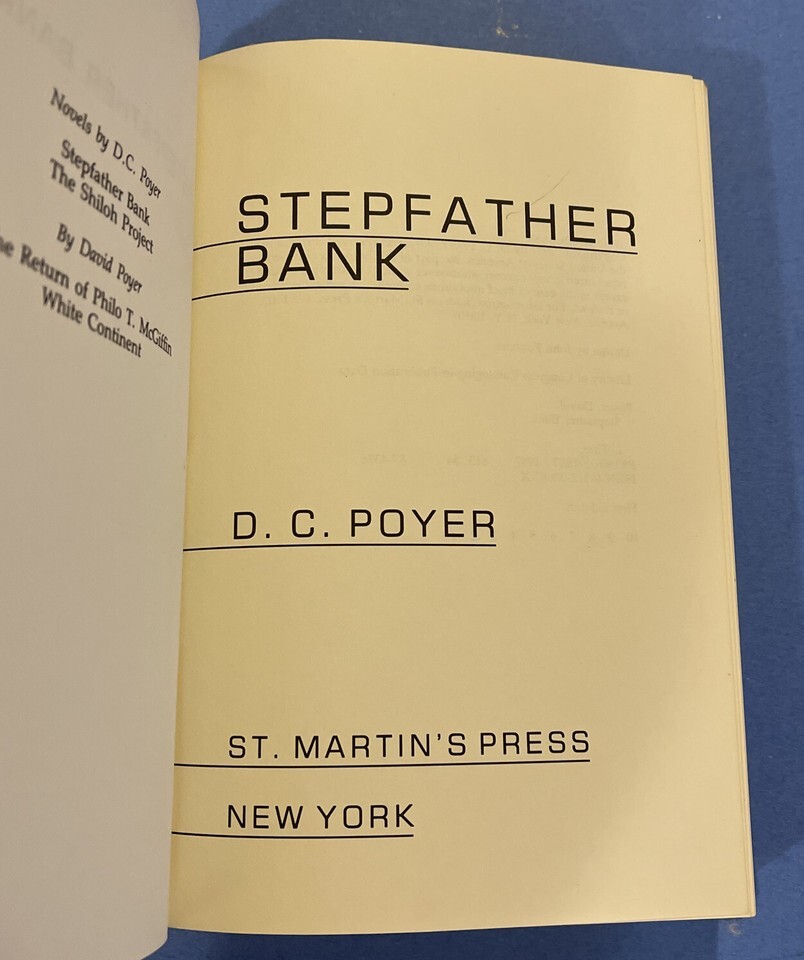 Novels by D.C. Poyer
Stepfather Bank
The Shiloh Project
By David Poyer
Return of Philo T. McGiffin
White Continent
STEPFATHER
BANK
D. C. POYER
ST. MARTIN'S PRESS
NEW YORK